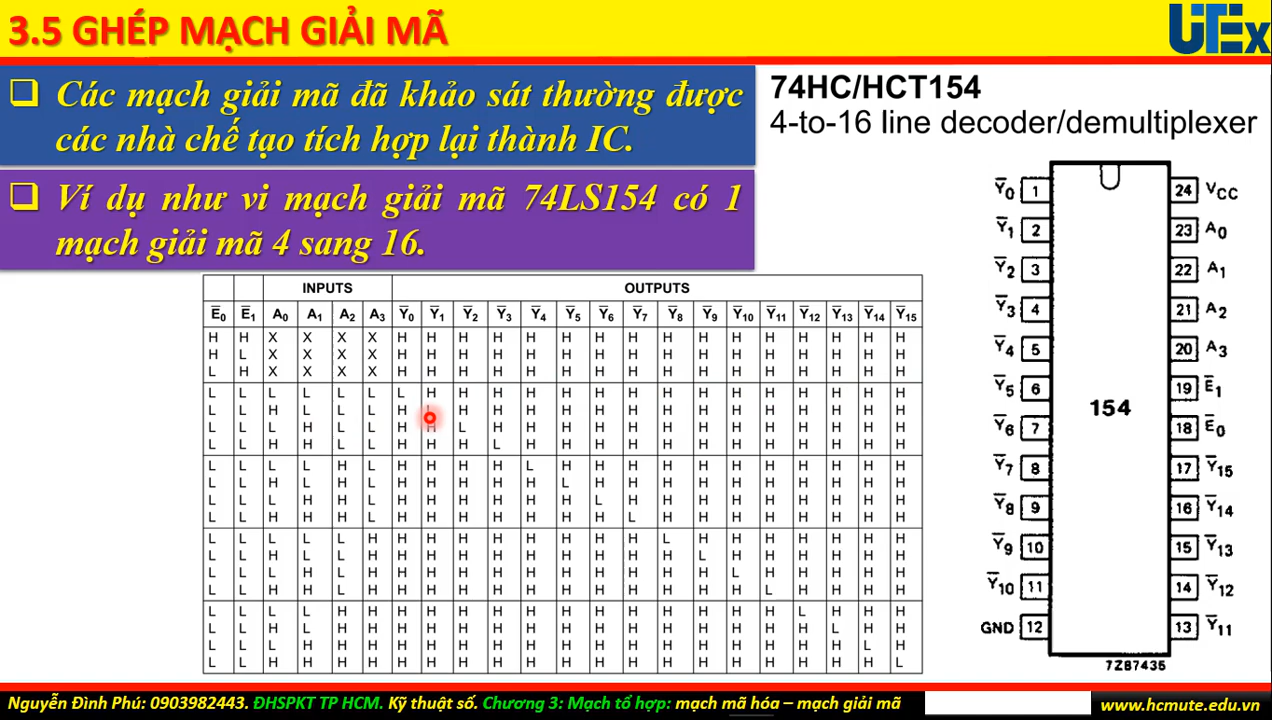 3.5 GHÉP MẠCH GIẢI MÃ
UTEx
Các mạch giải mã đã khảo sát thường được
các nhà chế tạo tích hợp lại thành IC.
Ví dụ như vi mạch giải mã 74LS154 có 1
mạch giải mã 4 sang 16.
74HC/HCT154
4-to-16 line decoder/demultiplexer
INPUTS OUTPUTS
E̅0 E̅1 A0 A1 A2 A3 Y̅0 Y̅1 Y̅2 Y̅3 Y̅4 Y̅5 Y̅6 Y̅7 Y̅8 Y̅9 Y̅10 Y̅11 Y̅12 Y̅13 Y̅14 Y̅15
H H X X X X H H H H H H H H H H H H H H H H
H L X X X X H H H H H H H H H H H H H H H H
L H X X X X H H H H H H H H H H H H H H H H
L L L L L L L H H H H H H H H H H H H H H H
L L H L L L H L H H H H H H H H H H H H H H
L L L H L L H H L H H H H H H H H H H H H H
L L H H L L H H H L H H H H H H H H H H H H
L L L L H L H H H H L H H H H H H H H H H H
L L H L H L H H H H H L H H H H H H H H H H
L L L H H L H H H H H H L H H H H H H H H H
L L H H H L H H H H H H H L H H H H H H H H
L L L L L H H H H H H H H H L H H H H H H H
L L H L L H H H H H H H H H H L H H H H H H
L L L H L H H H H H H H H H H H L H H H H H
L L H H L H H H H H H H H H H H H L H H H H
L L L L H H H H H H H H H H H H H H L H H H
L L H L H H H H H H H H H H H H H H H L H H
L L L H H H H H H H H H H H H H H H H H L H
L L H H H H H H H H H H H H H H H H H H H L
Y̅0 1 24 VCC
Y̅1 2 23 A0
Y̅2 3 22 A1
Y̅3 4 21 A2
Y̅4 5 20 A3
Y̅5 6 19 E̅1
Y̅6 7 18 E̅0
Y̅7 8 17 Y̅15
Y̅8 9 16 Y̅14
Y̅9 10 15 Y̅13
Y̅10 11 14 Y̅12
GND 12 13 Y̅11
154
7Z87435
Nguyễn Đình Phú: 0903982443. ĐHSPKT TP HCM. Kỹ thuật số. Chương 3: Mạch tổ hợp: mạch mã hóa – mạch giải mã
www.hcmute.edu.vn